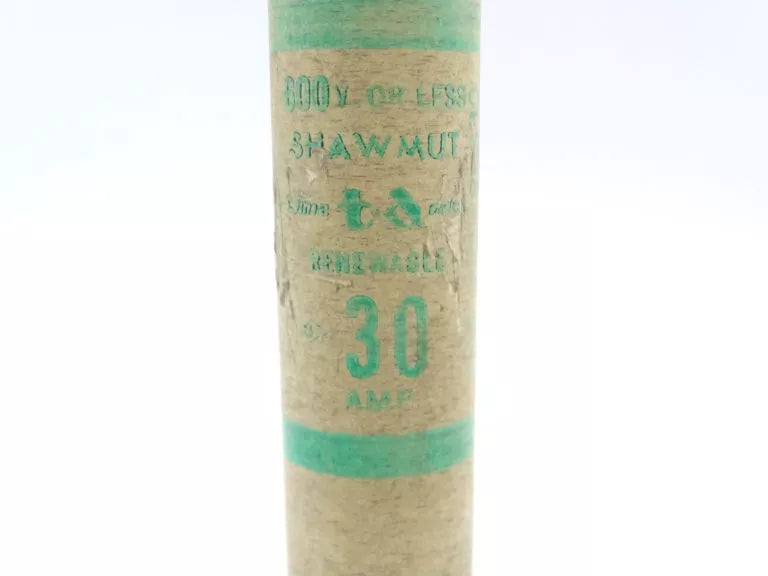 600 V. OR LESS
SHAWMUT
t-d
RENEWABLE
30
AMP.